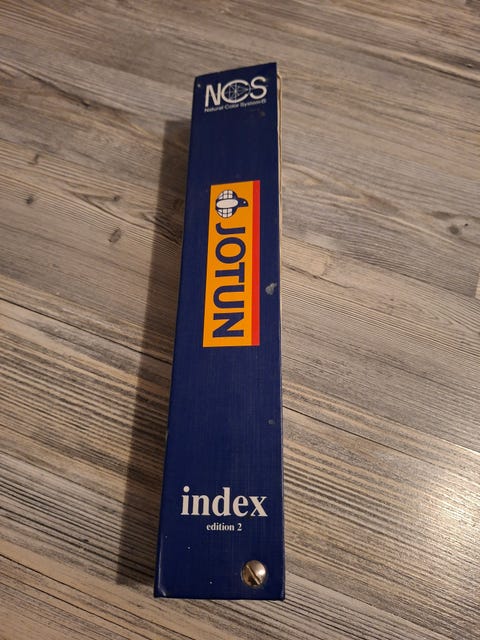 NCS
Natural Color System®
JOTUN
index
edition 2